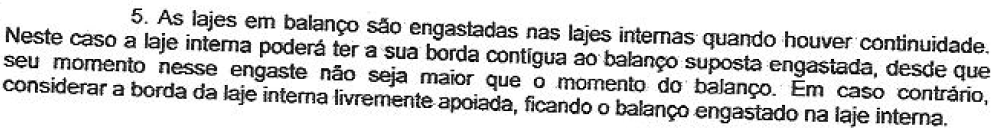 5. As lajes em balanço são engastadas nas lajes internas quando houver continuidade.
Neste caso a laje interna poderá ter a sua borda contígua ao balanço suposta engastada, desde que
seu momento nesse engaste não seja maior que o momento do balanço. Em caso contrário,
considerar a borda da laje interna livremente apoiada, ficando o balanço engastado na laje interna.